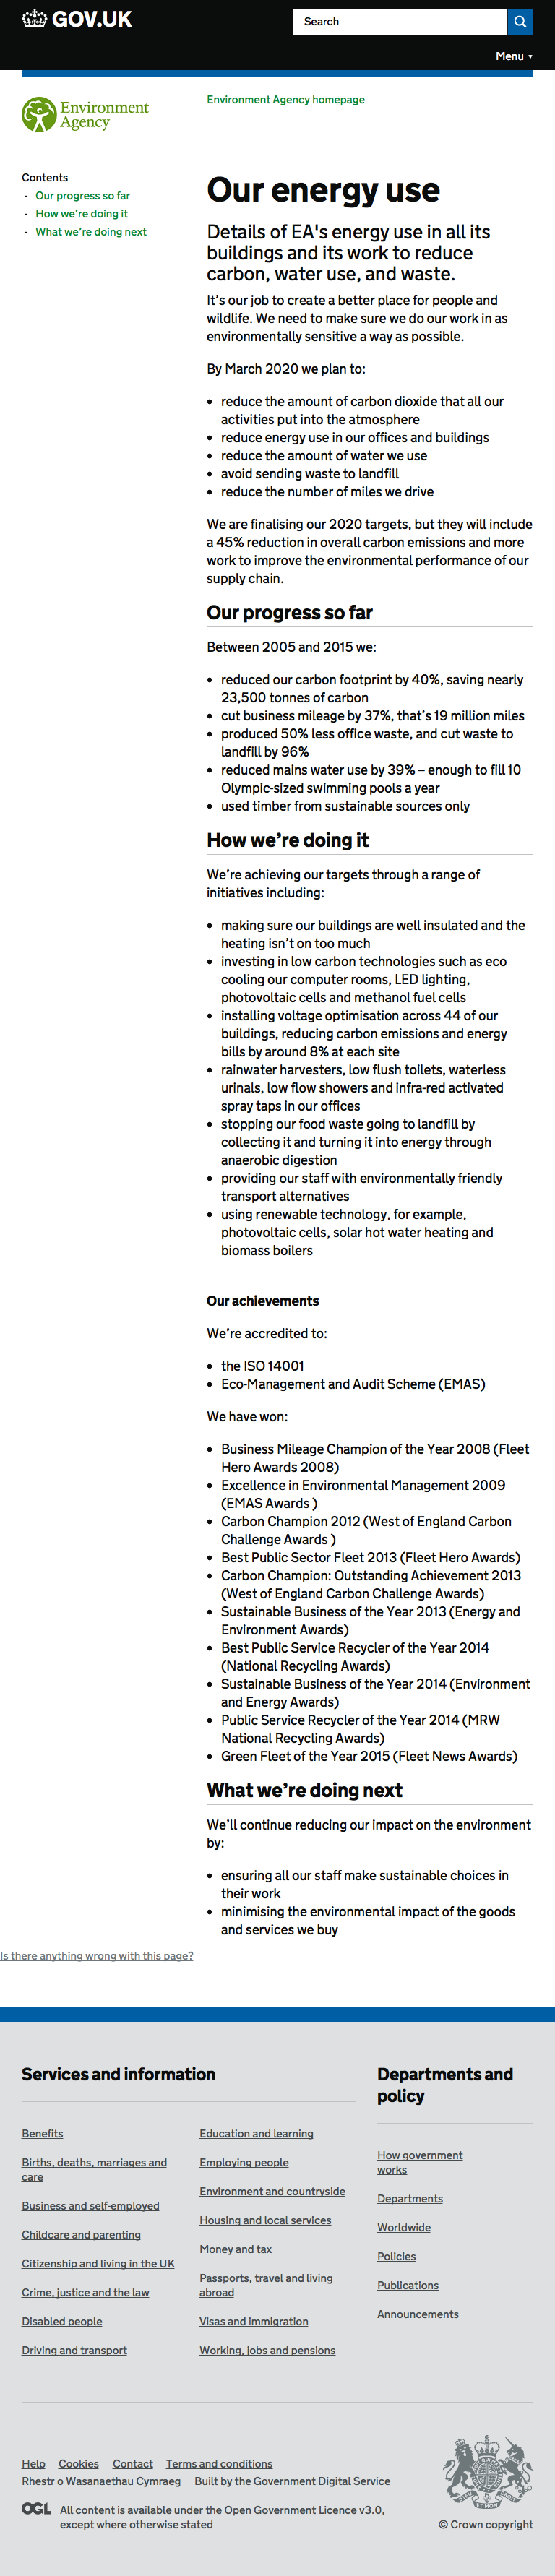 GOV.UK
Search
Menu ▾
Environment
Agency
Environment Agency homepage
Contents
- Our progress so far
- How we’re doing it
- What we’re doing next
Our energy use
Details of EA's energy use in all its
buildings and its work to reduce
carbon, water use, and waste.
It’s our job to create a better place for people and
wildlife. We need to make sure we do our work in as
environmentally sensitive a way as possible.
By March 2020 we plan to:
• reduce the amount of carbon dioxide that all our
activities put into the atmosphere
• reduce energy use in our offices and buildings
• reduce the amount of water we use
• avoid sending waste to landfill
• reduce the number of miles we drive
We are finalising our 2020 targets, but they will include
a 45% reduction in overall carbon emissions and more
work to improve the environmental performance of our
supply chain.
Our progress so far
Between 2005 and 2015 we:
• reduced our carbon footprint by 40%, saving nearly
23,500 tonnes of carbon
• cut business mileage by 37%, that’s 19 million miles
• produced 50% less office waste, and cut waste to
landfill by 96%
• reduced mains water use by 39% – enough to fill 10
Olympic-sized swimming pools a year
• used timber from sustainable sources only
How we’re doing it
We’re achieving our targets through a range of
initiatives including:
• making sure our buildings are well insulated and the
heating isn’t on too much
• investing in low carbon technologies such as eco
cooling our computer rooms, LED lighting,
photovoltaic cells and methanol fuel cells
• installing voltage optimisation across 44 of our
buildings, reducing carbon emissions and energy
bills by around 8% at each site
• rainwater harvesters, low flush toilets, waterless
urinals, low flow showers and infra-red activated
spray taps in our offices
• stopping our food waste going to landfill by
collecting it and turning it into energy through
anaerobic digestion
• providing our staff with environmentally friendly
transport alternatives
• using renewable technology, for example,
photovoltaic cells, solar hot water heating and
biomass boilers
Our achievements
We’re accredited to:
• the ISO 14001
• Eco-Management and Audit Scheme (EMAS)
We have won:
• Business Mileage Champion of the Year 2008 (Fleet
Hero Awards 2008)
• Excellence in Environmental Management 2009
(EMAS Awards )
• Carbon Champion 2012 (West of England Carbon
Challenge Awards )
• Best Public Sector Fleet 2013 (Fleet Hero Awards)
• Carbon Champion: Outstanding Achievement 2013
(West of England Carbon Challenge Awards)
• Sustainable Business of the Year 2013 (Energy and
Environment Awards)
• Best Public Service Recycler of the Year 2014
(National Recycling Awards)
• Sustainable Business of the Year 2014 (Environment
and Energy Awards)
• Public Service Recycler of the Year 2014 (MRW
National Recycling Awards)
• Green Fleet of the Year 2015 (Fleet News Awards)
What we’re doing next
We’ll continue reducing our impact on the environment
by:
• ensuring all our staff make sustainable choices in
their work
• minimising the environmental impact of the goods
and services we buy
Is there anything wrong with this page?
Services and information
Benefits
Births, deaths, marriages and
care
Business and self-employed
Childcare and parenting
Citizenship and living in the UK
Crime, justice and the law
Disabled people
Driving and transport
Education and learning
Employing people
Environment and countryside
Housing and local services
Money and tax
Passports, travel and living
abroad
Visas and immigration
Working, jobs and pensions
Departments and
policy
How government
works
Departments
Worldwide
Policies
Publications
Announcements
Help Cookies Contact Terms and conditions
Rhestr o Wasanaethau Cymraeg Built by the Government Digital Service
OGL All content is available under the Open Government Licence v3.0,
except where otherwise stated
© Crown copyright